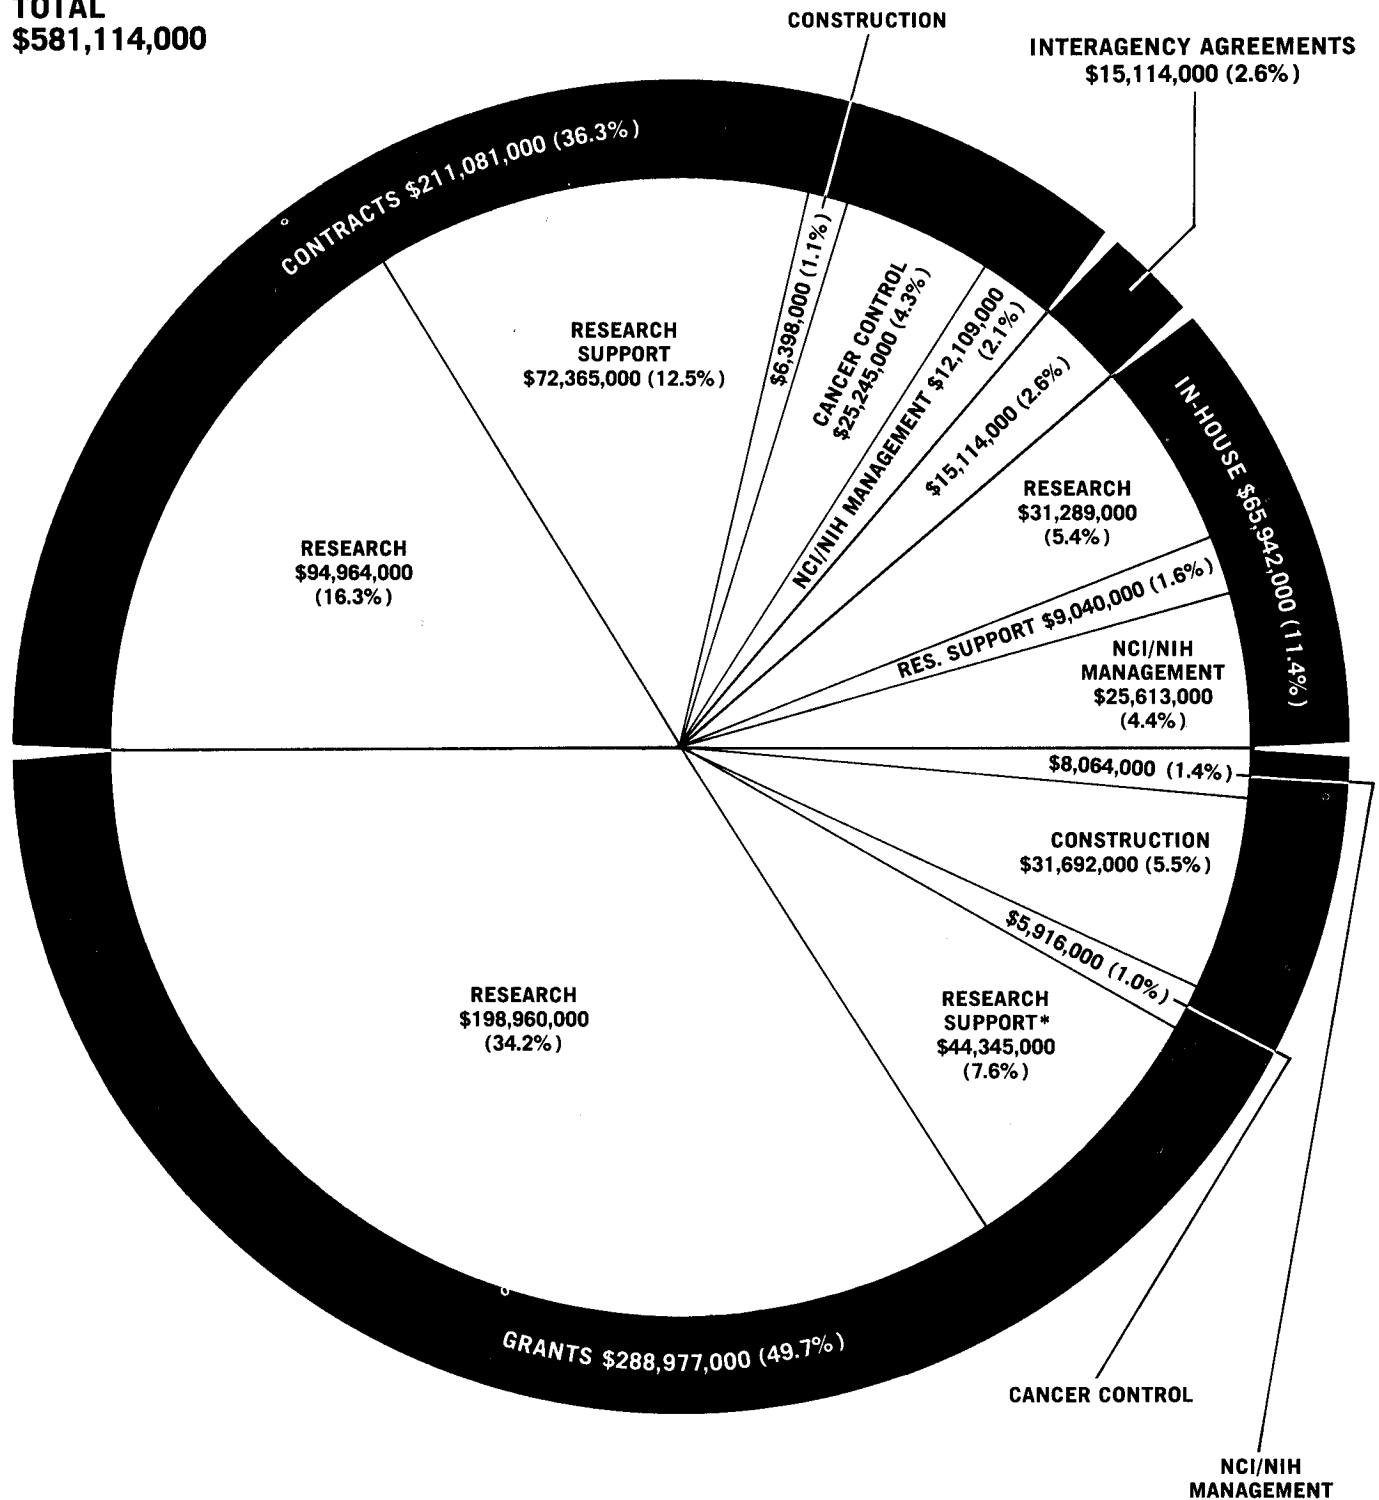 TOTAL
$581,114,000
CONSTRUCTION
INTERAGENCY AGREEMENTS
$15,114,000 (2.6%)
CONTRACTS $211,081,000 (36.3%)
RESEARCH
SUPPORT
$72,365,000 (12.5%)
$6,398,000 (1.1%)
CANCER CONTROL
$25,245,000 (4.3%)
NCI/NIH MANAGEMENT $12,109,000
(2.1%)
$15,114,000 (2.6%)
IN-HOUSE $65,942,000 (11.4%)
RESEARCH
$31,289,000
(5.4%)
RESEARCH
$94,964,000
(16.3%)
RES. SUPPORT $9,040,000 (1.6%)
NCI/NIH
MANAGEMENT
$25,613,000
(4.4%)
$8,064,000 (1.4%)
CONSTRUCTION
$31,692,000 (5.5%)
$5,916,000 (1.0%)
RESEARCH
SUPPORT*
$44,345,000
(7.6%)
RESEARCH
$198,960,000
(34.2%)
GRANTS $288,977,000 (49.7%)
CANCER CONTROL
NCI/NIH
MANAGEMENT